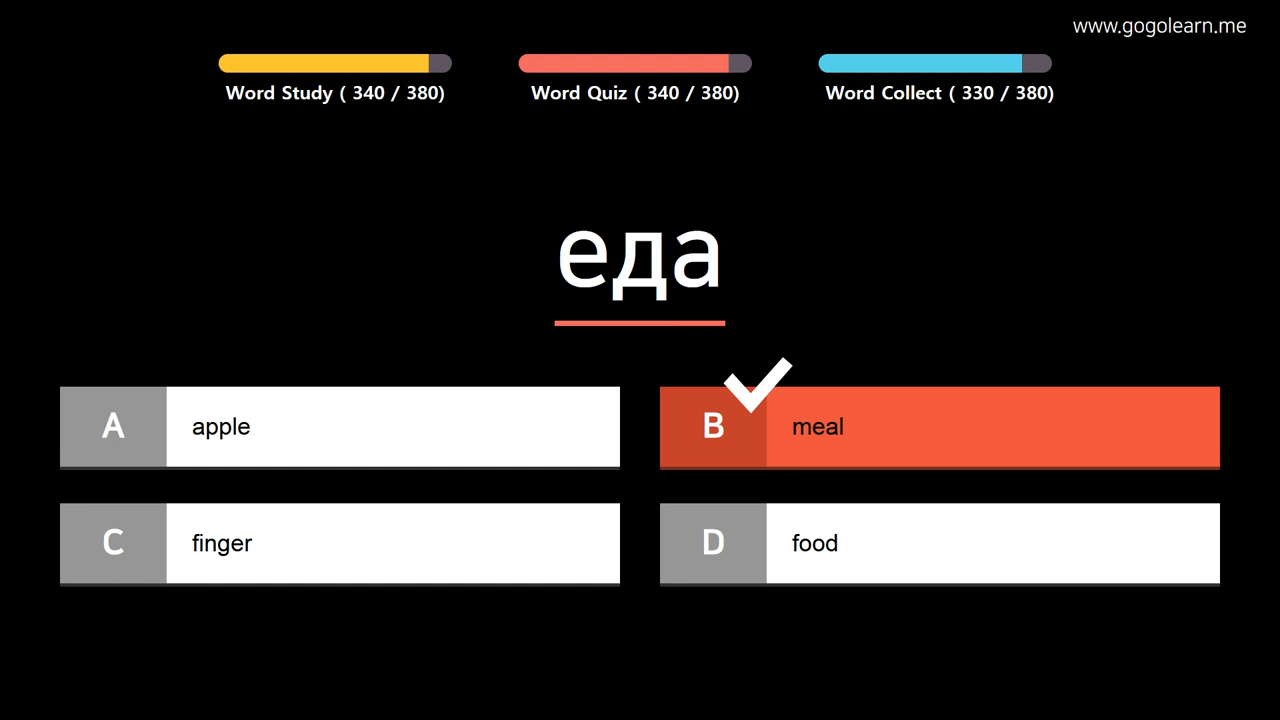 www.gogolearn.me
Word Study ( 340 / 380)
Word Quiz ( 340 / 380)
Word Collect ( 330 / 380)
еда
A
apple
B
meal
C
finger
D
food